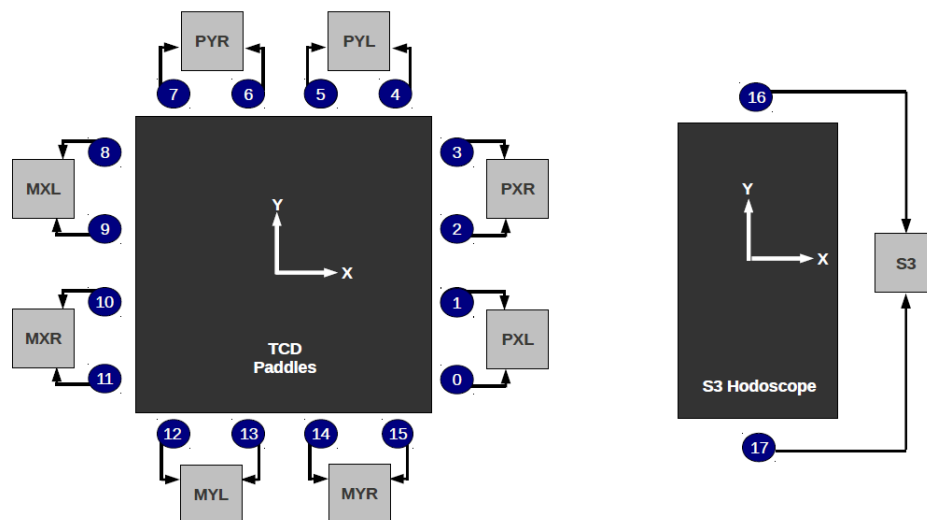 PYR
PYL
7
6
5
4
16
8
3
MXL
PXR
9
2
Y
Y
X
X
S3
10
1
MXR
PXL
TCD
Paddles
11
0
S3 Hodoscope
12
13
14
15
17
MYL
MYR